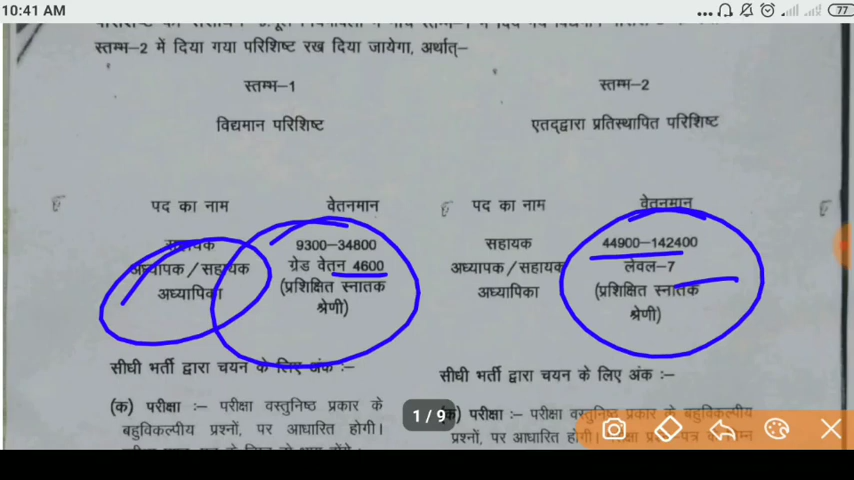 10:41 AM
77
स्तम्भ–2 में दिया गया परिशिष्ट रख दिया जायेगा, अर्थात्–
स्तम्भ–1
स्तम्भ–2
विद्यमान परिशिष्ट
एतद्द्वारा प्रतिस्थापित परिशिष्ट
पद का नाम
वेतनमान
पद का नाम
वेतनमान
सहायक
अध्यापक/सहायक
अध्यापिका
9300–34800
ग्रेड वेतन 4600
(प्रशिक्षित स्नातक
श्रेणी)
सहायक
अध्यापक/सहायक
अध्यापिका
44900–142400
लेवल–7
(प्रशिक्षित स्नातक
श्रेणी)
सीधी भर्ती द्वारा चयन के लिए अंक :–
(क) परीक्षा :– परीक्षा वस्तुनिष्ठ प्रकार के
बहुविकल्पीय प्रश्नों, पर आधारित होगी।
सीधी भर्ती द्वारा चयन के लिए अंक :–
(क) परीक्षा :– परीक्षा वस्तुनिष्ठ प्रकार के बहुविकल्पीय
प्रश्नों, पर आधारित होगी।
1 / 9